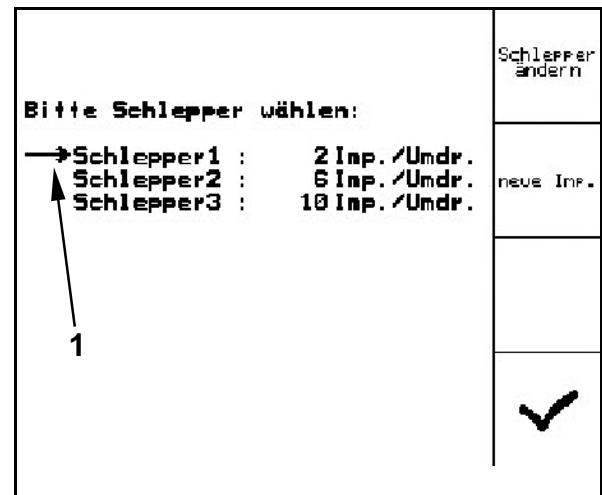 Schlepper
ändern
Bitte Schlepper wählen:
Schlepper1 : 2 Imp./Umdr.
Schlepper2 : 6 Imp./Umdr.
Schlepper3 : 10 Imp./Umdr.
neue Imp.
1